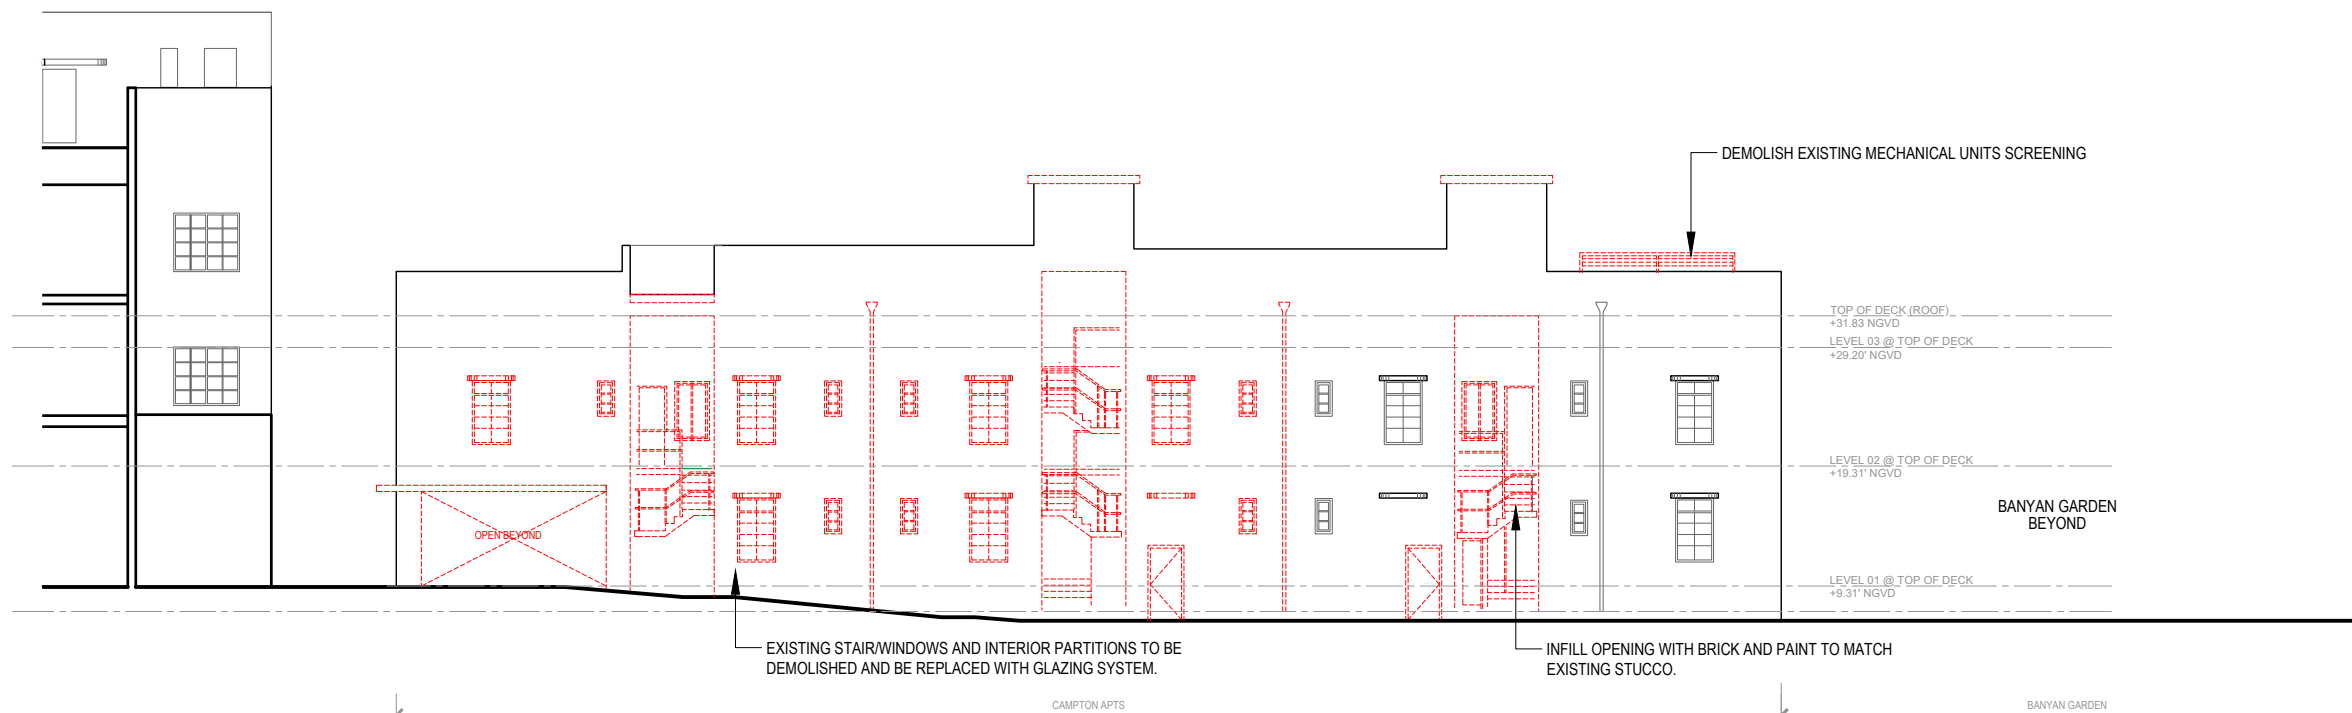 DEMOLISH EXISTING MECHANICAL UNITS SCREENING
TOP OF DECK (ROOF)
+31.83 NGVD
LEVEL 03 @ TOP OF DECK
+29.20' NGVD
LEVEL 02 @ TOP OF DECK
+19.31' NGVD
BANYAN GARDEN
BEYOND
OPEN BEYOND
LEVEL 01 @ TOP OF DECK
+9.31' NGVD
EXISTING STAIR/WINDOWS AND INTERIOR PARTITIONS TO BE
DEMOLISHED AND BE REPLACED WITH GLAZING SYSTEM.
INFILL OPENING WITH BRICK AND PAINT TO MATCH
EXISTING STUCCO.
CAMPTON APTS
BANYAN GARDEN